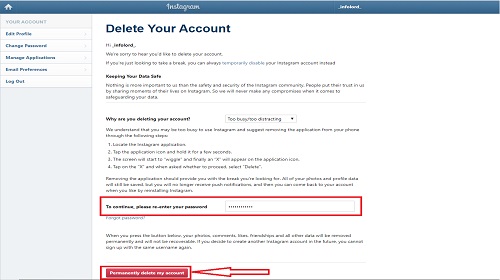 Instagram
_infolord_
YOUR ACCOUNT
Edit Profile
Change Password
Manage Applications
Email Preferences
Log Out
Delete Your Account
Hi _infolord_,
We're sorry to hear you'd like to delete your account.
If you're just looking to take a break, you can always temporarily disable your Instagram account instead
Keeping Your Data Safe
Nothing is more important to us than the safety and security of the Instagram community. People put their trust in us
by sharing moments of their lives on Instagram. So we will never make any compromises when it comes to
safeguarding your data.
Why are you deleting your account?
Too busy/too distracting
We understand that you may be too busy to use Instagram and suggest removing the application from your phone
through the following steps:
1. Locate the Instagram application.
2. Tap the application icon and hold it for a few seconds.
3. The screen will start to "wiggle" and finally an "X" will appear on the application icon.
4. Tap on the "X" and when asked whether to proceed, select "Delete".
Removing the application should provide you with the break you're looking for. All of your photos and profile data
will still be saved, but you will no longer receive push notifications, and then you can come back to your account
when you like by reinstalling Instagram.
To continue, please re-enter your password
Forgot password?
When you press the button below, your photos, comments, likes, friendships and all other data will be removed
permanently and will not be recoverable. If you decide to create another Instagram account in the future, you cannot
sign up with the same username again.
Permanently delete my account